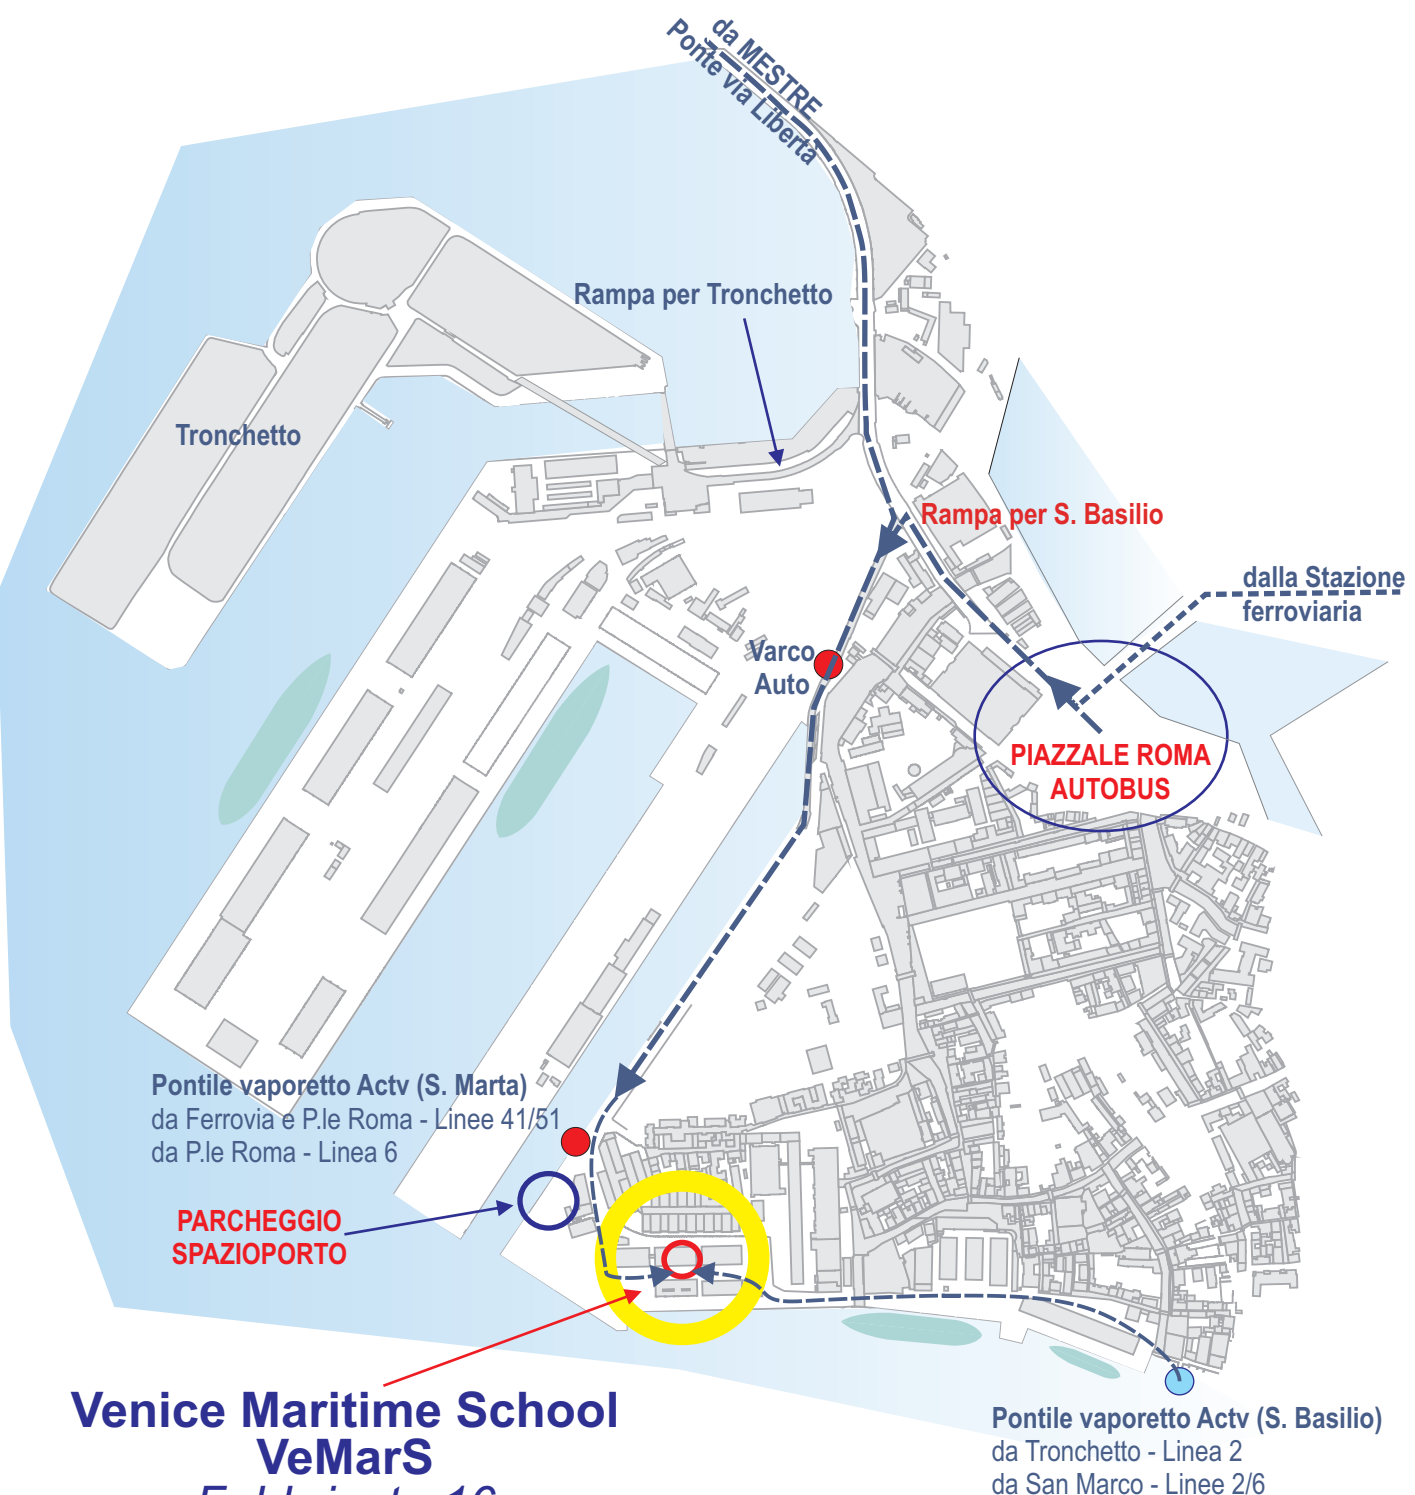 da MESTRE
Ponte via Libertà
Rampa per Tronchetto
Tronchetto
Rampa per S. Basilio
dalla Stazione
ferroviaria
Varco
Auto
PIAZZALE ROMA
AUTOBUS
Pontile vaporetto Actv (S. Marta)
da Ferrovia e P.le Roma - Linee 41/51
da P.le Roma - Linea 6
PARCHEGGIO
SPAZIOPORTO
Venice Maritime School
VeMarS
Fabbricato 16
Pontile vaporetto Actv (S. Basilio)
da Tronchetto - Linea 2
da San Marco - Linee 2/6